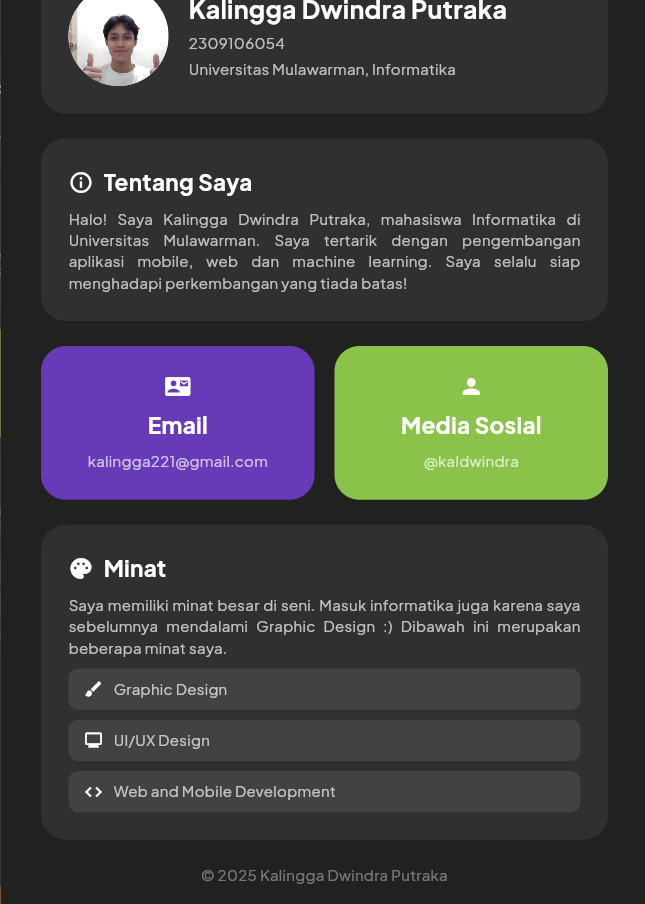 Kalingga Dwindra Putraka
2309106054
Universitas Mulawarman, Informatika
Tentang Saya
Halo! Saya Kalingga Dwindra Putraka, mahasiswa Informatika di
Universitas Mulawarman. Saya tertarik dengan pengembangan
aplikasi mobile, web dan machine learning. Saya selalu siap
menghadapi perkembangan yang tiada batas!
Email
kalingga221@gmail.com
Media Sosial
@kaldwindra
Minat
Saya memiliki minat besar di seni. Masuk informatika juga karena saya
sebelumnya mendalami Graphic Design :) Dibawah ini merupakan
beberapa minat saya.
Graphic Design
UI/UX Design
Web and Mobile Development
© 2025 Kalingga Dwindra Putraka